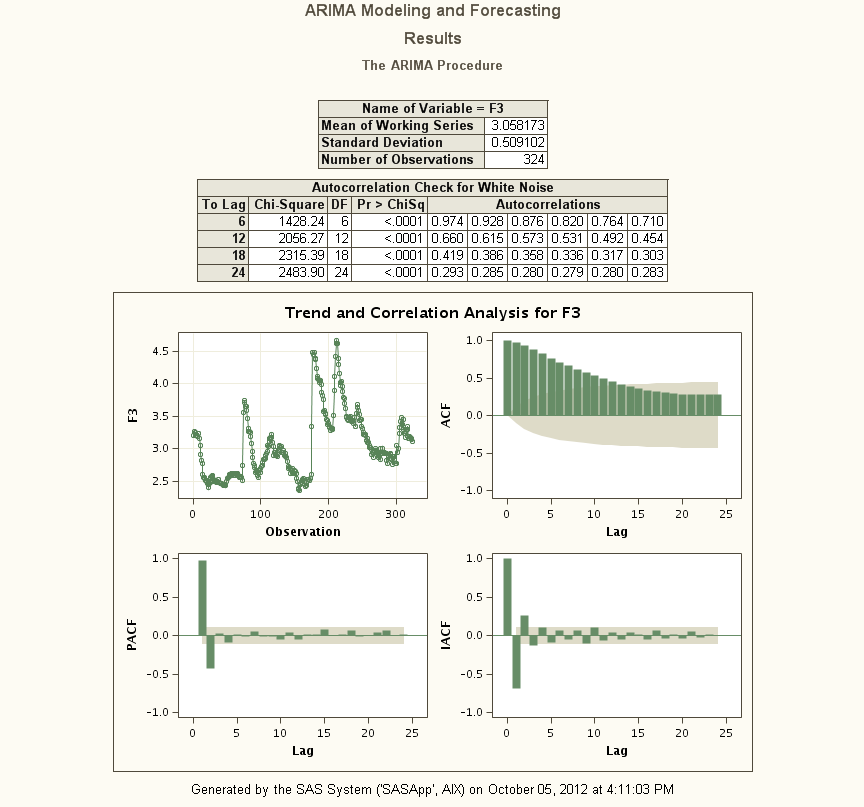 ARIMA Modeling and Forecasting
Results
The ARIMA Procedure
Name of Variable = F3
Mean of Working Series 3.058173
Standard Deviation 0.509102
Number of Observations 324
Autocorrelation Check for White Noise
To Lag Chi-Square DF Pr > ChiSq Autocorrelations
6 1428.24 6 <.0001 0.974 0.928 0.876 0.820 0.764 0.710
12 2056.27 12 <.0001 0.660 0.615 0.573 0.531 0.492 0.454
18 2315.39 18 <.0001 0.419 0.386 0.358 0.336 0.317 0.303
24 2483.90 24 <.0001 0.293 0.285 0.280 0.279 0.280 0.283
Trend and Correlation Analysis for F3
F3
4.5
4.0
3.5
3.0
2.5
0 100 200 300
Observation
ACF
1.0
0.5
0.0
-0.5
-1.0
0 5 10 15 20 25
Lag
PACF
1.0
0.5
0.0
-0.5
-1.0
0 5 10 15 20 25
Lag
IACF
1.0
0.5
0.0
-0.5
-1.0
0 5 10 15 20 25
Lag
Generated by the SAS System ('SASApp', AIX) on October 05, 2012 at 4:11:03 PM